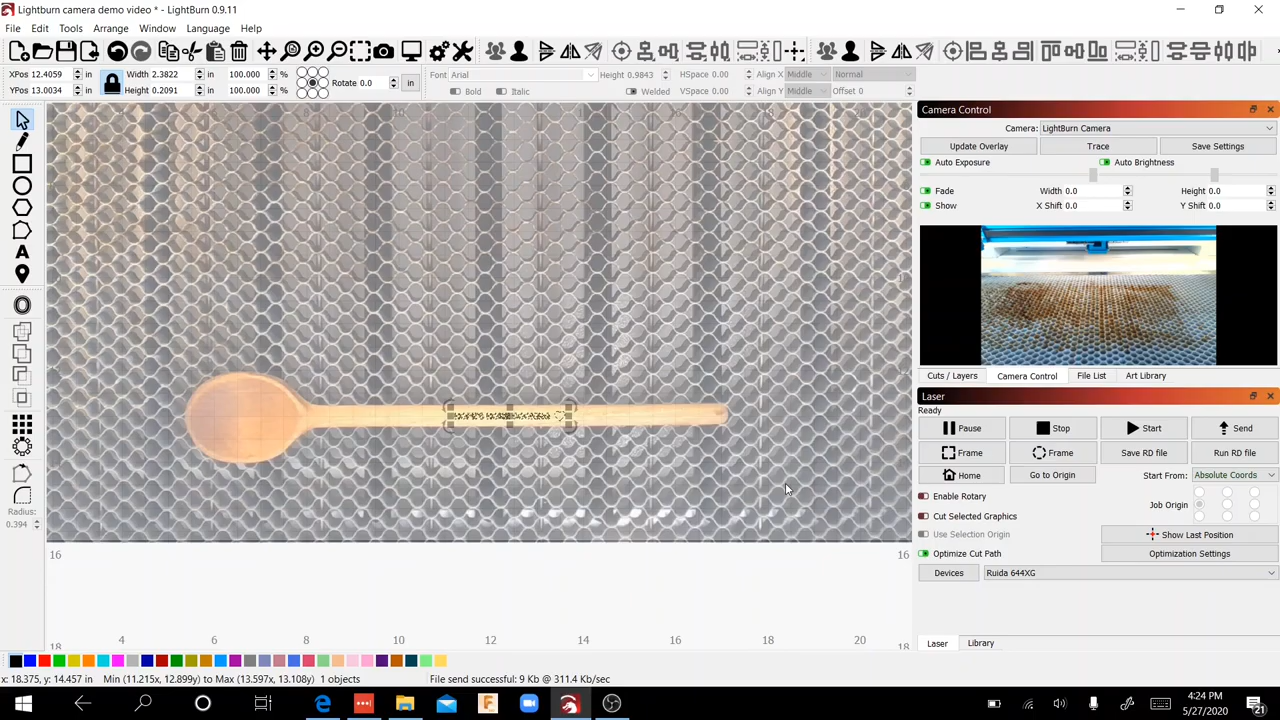 Lightburn camera demo video * - LightBurn 0.9.11
File Edit Tools Arrange Window Language Help
XPos 12.4059 in Width 2.3822 in 100.000 %
YPos 13.0034 in Height 0.2091 in 100.000 %
Rotate 0.0 in
Font Arial Height 0.9843 HSpace 0.00 Align X Middle Normal
Bold Italic Welded VSpace 0.00 Align Y Middle Offset 0
Camera Control
Camera: LightBurn Camera
Update Overlay Trace Save Settings
Auto Exposure Auto Brightness
Fade Width 0.0 Height 0.0
Show X Shift 0.0 Y Shift 0.0
Cuts / Layers Camera Control File List Art Library
Laser
Ready
Pause Stop Start Send
Frame Frame Save RD file Run RD file
Home Go to Origin Start From: Absolute Coords
Enable Rotary Job Origin
Cut Selected Graphics
Use Selection Origin Show Last Position
Optimize Cut Path Optimization Settings
Devices Ruida 644XG
Laser Library
Radius:
0.394
16 16
18 4 6 8 10 12 14 16 18 20 18
x: 18.375, y: 14.457 in Min (11.215x, 12.899y) to Max (13.597x, 13.108y) 1 objects File send successful: 9 Kb @ 311.4 Kb/sec
4:24 PM
5/27/2020
21